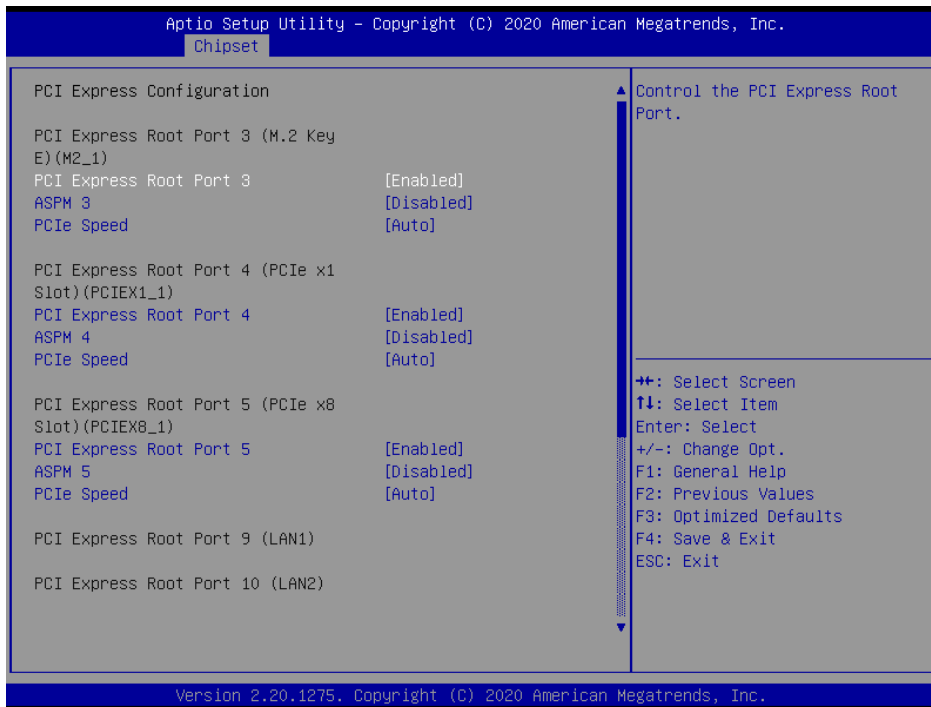 Aptio Setup Utility – Copyright (C) 2020 American Megatrends, Inc.
Chipset
PCI Express Configuration
PCI Express Root Port 3 (M.2 Key
E)(M2_1)
PCI Express Root Port 3 [Enabled]
ASPM 3 [Disabled]
PCIe Speed [Auto]
PCI Express Root Port 4 (PCIe x1
Slot)(PCIEX1_1)
PCI Express Root Port 4 [Enabled]
ASPM 4 [Disabled]
PCIe Speed [Auto]
PCI Express Root Port 5 (PCIe x8
Slot)(PCIEX8_1)
PCI Express Root Port 5 [Enabled]
ASPM 5 [Disabled]
PCIe Speed [Auto]
PCI Express Root Port 9 (LAN1)
PCI Express Root Port 10 (LAN2)
Control the PCI Express Root
Port.
→←: Select Screen
↑↓: Select Item
Enter: Select
+/-: Change Opt.
F1: General Help
F2: Previous Values
F3: Optimized Defaults
F4: Save & Exit
ESC: Exit
Version 2.20.1275. Copyright (C) 2020 American Megatrends, Inc.